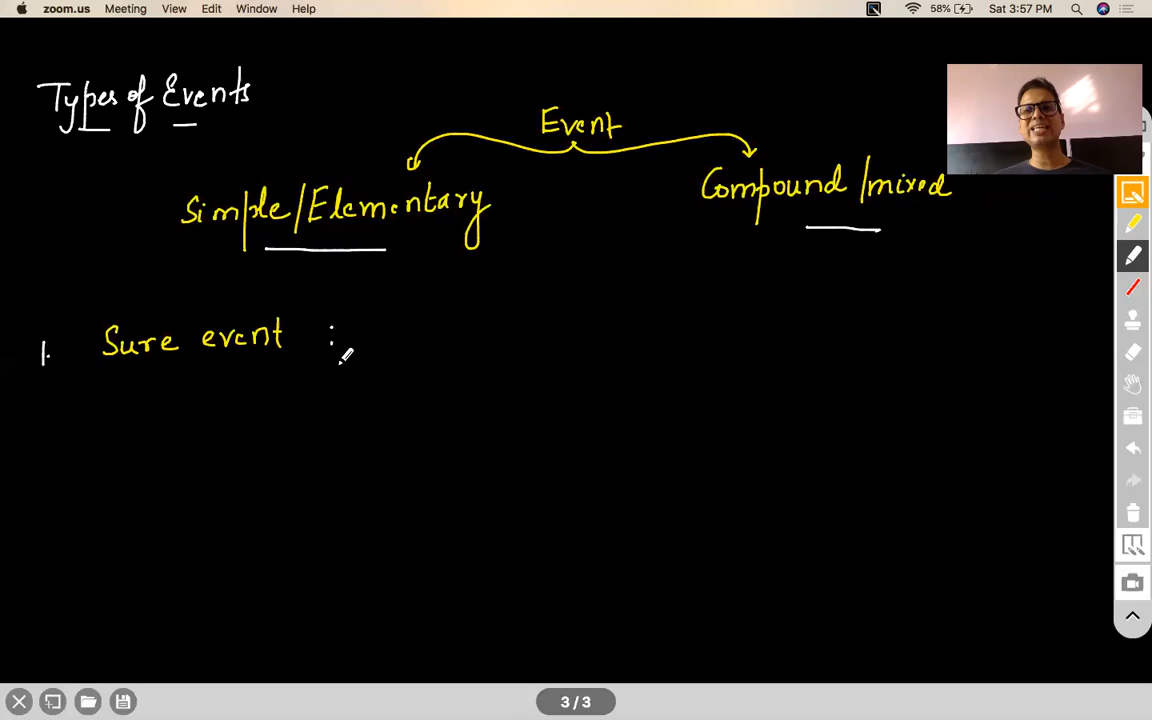 zoom.us Meeting View Edit Window Help 58% Sat 3:57 PM
Types of Events
Event
Simple/Elementary
Compound/mixed
1. Sure event :
3/3